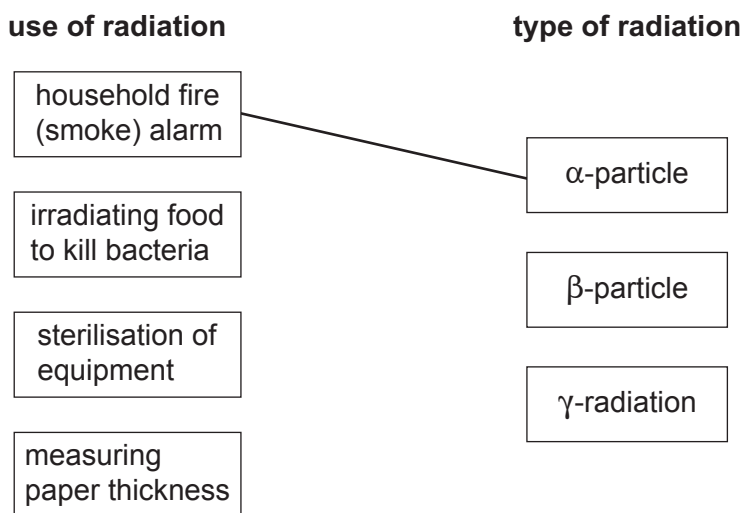 use of radiation
type of radiation
household fire
(smoke) alarm
α-particle
irradiating food
to kill bacteria
β-particle
sterilisation of
equipment
γ-radiation
measuring
paper thickness